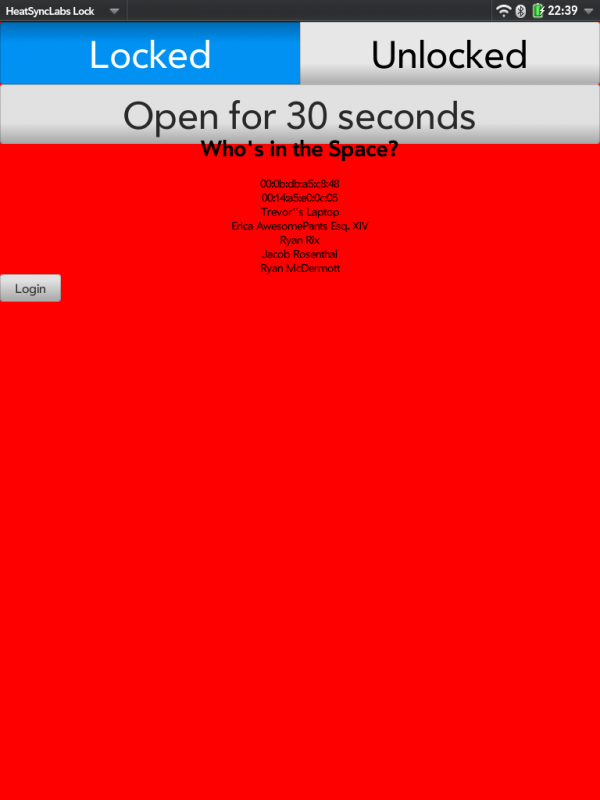 HeatSyncLabs Lock 22:39
Locked Unlocked
Open for 30 seconds
Who's in the Space?
00:0b:db:a5:c8:48
00:14:a5:e0:0c:05
Trevor''s Laptop
Erica AwesomePants Esq. XIV
Ryan Rix
Jacob Rosenthal
Ryan McDermott
Login